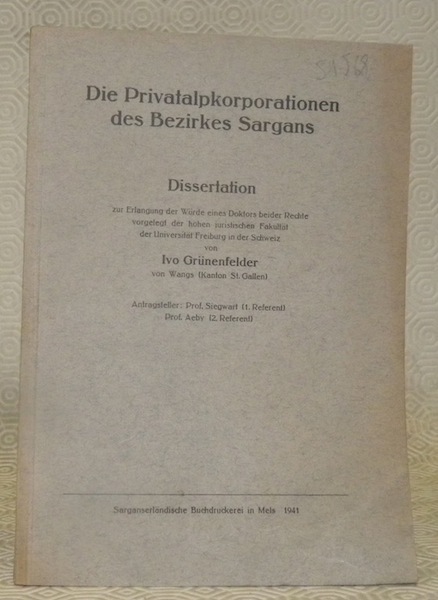 Die Privatalpkorporationen
des Bezirkes Sargans
Dissertation
zur Erlangung der Würde eines Doktors beider Rechte
vorgelegt der hohen juristischen Fakultät
der Universität Freiburg in der Schweiz
von
Ivo Grünenfelder
von Wangs (Kanton St. Gallen)
Antragsteller: Prof. Siegwart (1. Referent)
Prof. Aeby (2. Referent)
Sarganserländische Buchdruckerei in Mels 1941